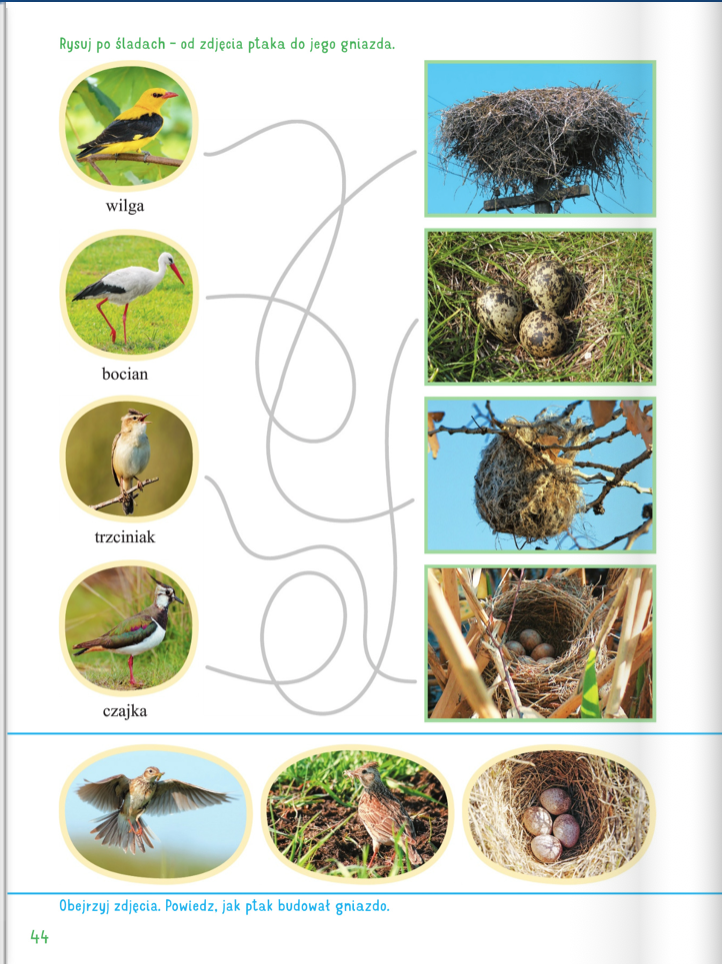 Rysuj po śladach – od zdjęcia ptaka do jego gniazda.
wilga
bocian
trzciniak
czajka
Obejrzyj zdjęcia. Powiedz, jak ptak budował gniazdo.
44